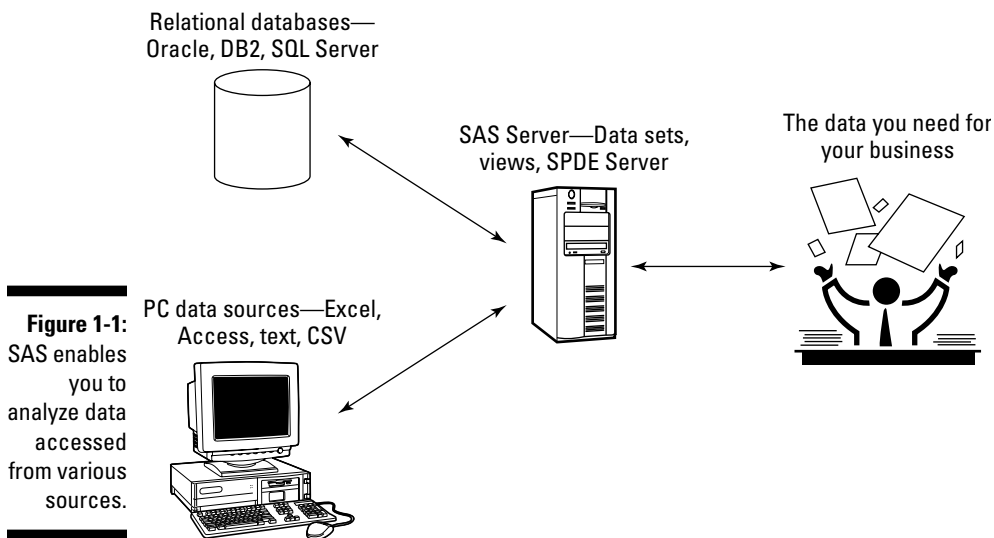 Relational databases—
Oracle, DB2, SQL Server
SAS Server—Data sets,
views, SPDE Server
The data you need for
your business
PC data sources—Excel,
Access, text, CSV
Figure 1-1:
SAS enables
you to
analyze data
accessed
from various
sources.